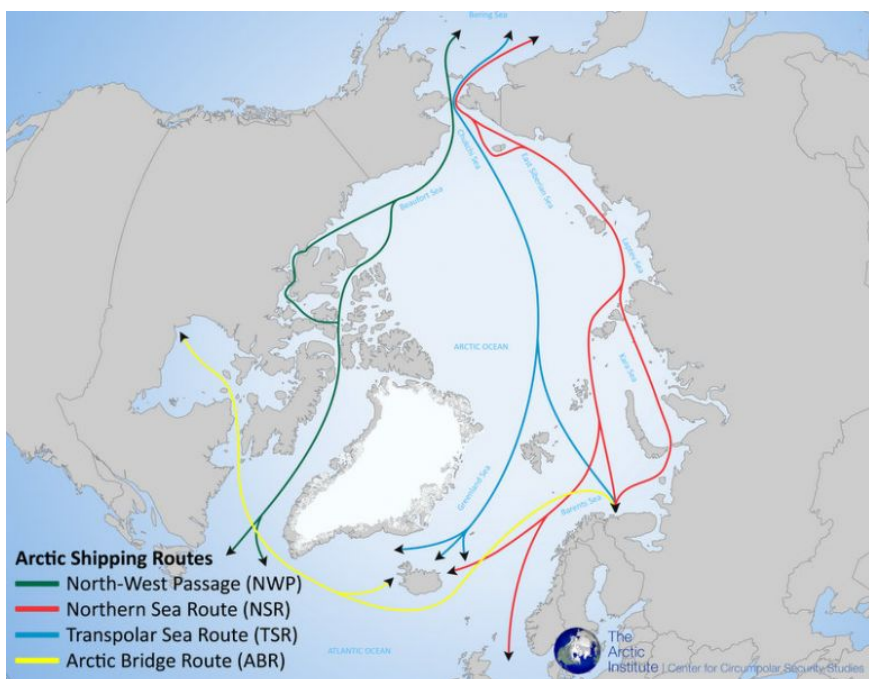 Bering Sea
Chukchi Sea
East Siberian Sea
Beaufort Sea
Laptev Sea
ARCTIC OCEAN
Kara Sea
Greenland Sea
Barents Sea
Arctic Shipping Routes
North-West Passage (NWP)
Northern Sea Route (NSR)
Transpolar Sea Route (TSR)
Arctic Bridge Route (ABR)
ATLANTIC OCEAN
The
Arctic
Institute | Center for Circumpolar Security Studies